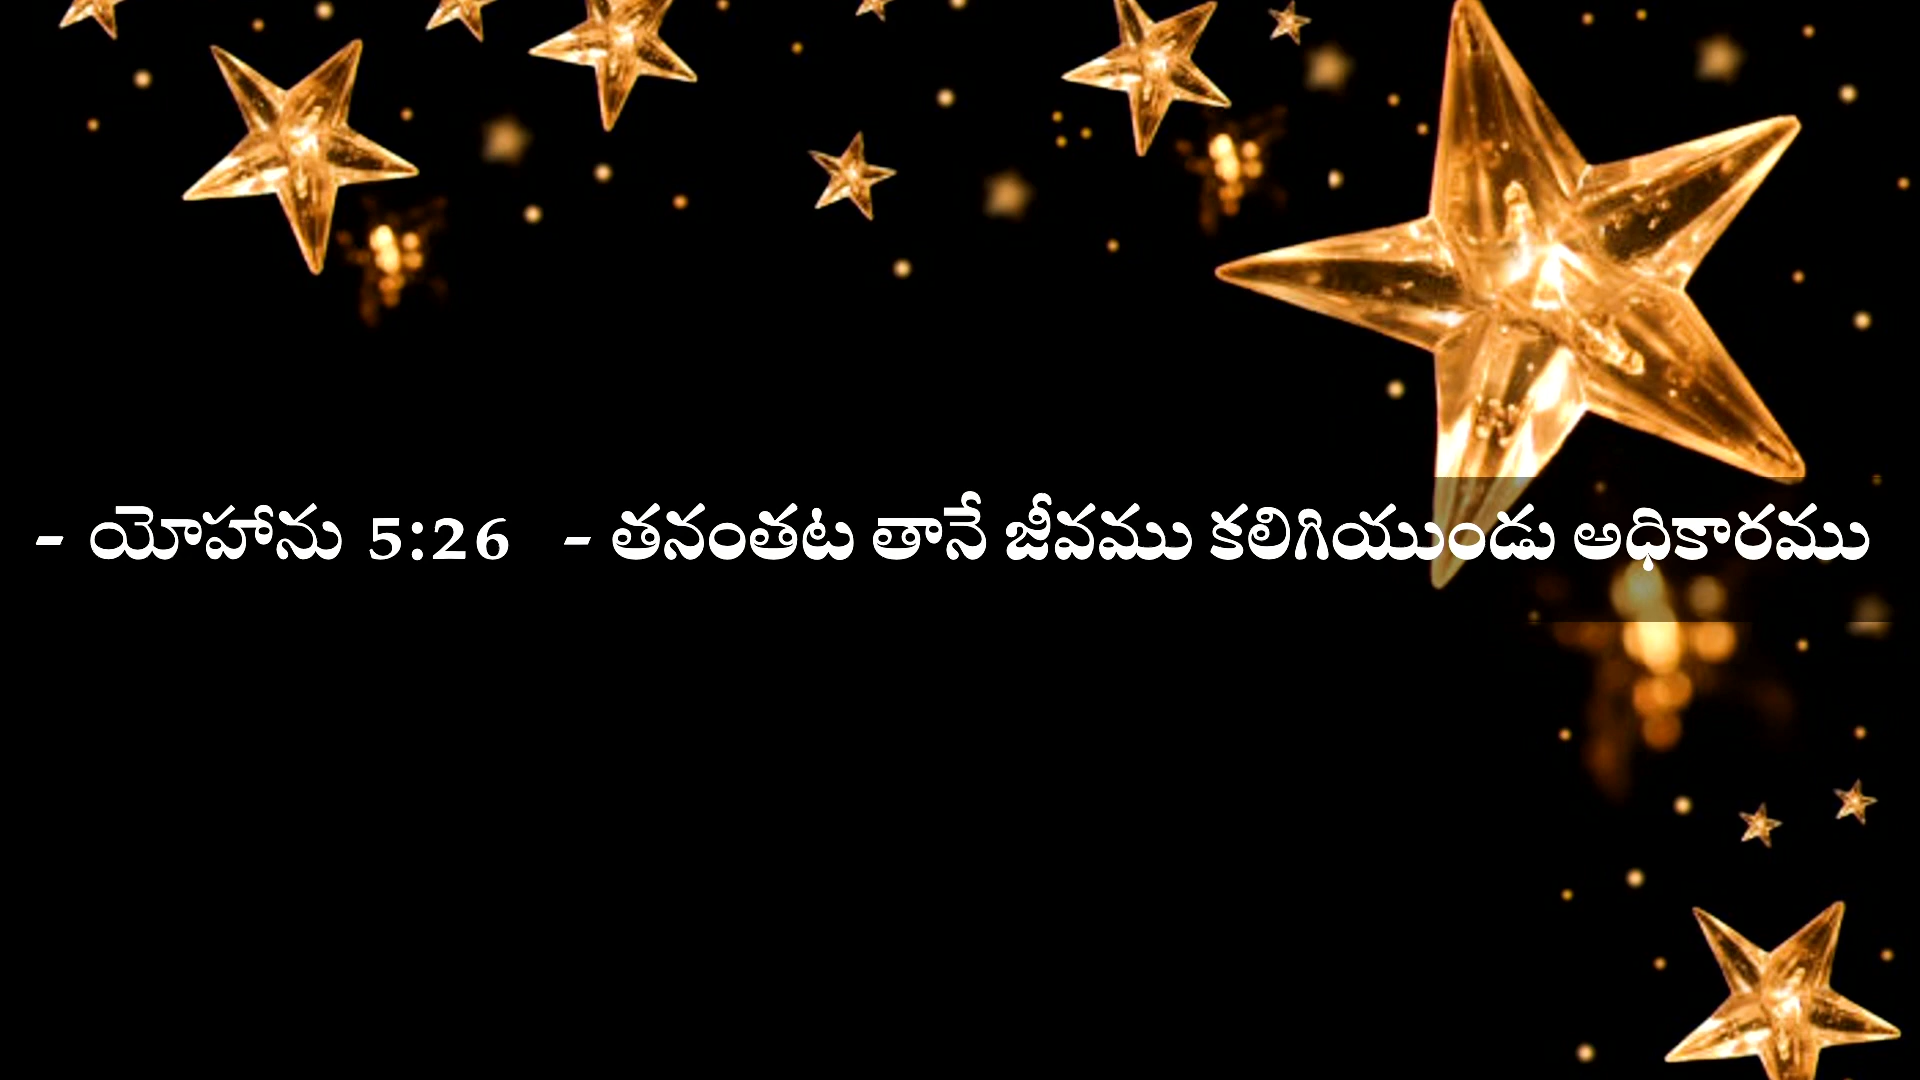 - యోహాను 5:26 - తనంతట తానే జీవము కలిగియుండు అధికారము